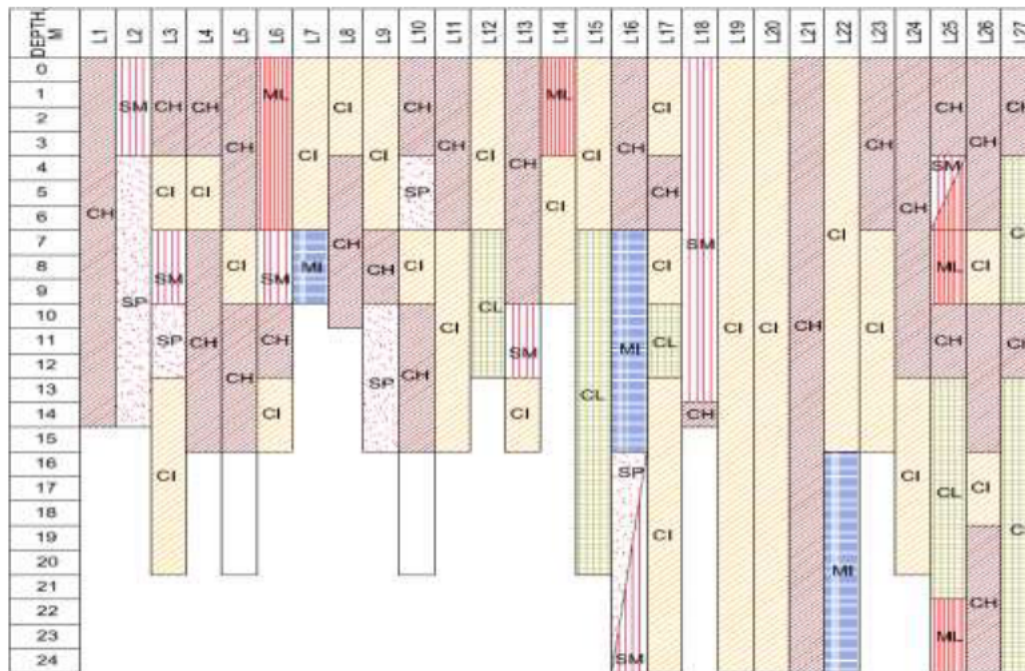 DEPTH, M L1 L2 L3 L4 L5 L6 L7 L8 L9 L10 L11 L12 L13 L14 L15 L16 L17 L18 L19 L20 L21 L22 L23 L24 L25 L26 L27
0
1 SM CH CH ML CI CH ML CI CH CH
2
3 CH CI CI CH CI CH CI CH CH CH
4 SM
5 CI CI SP CI CH
6 CH CI CH
7 CH SM
8 SM CI SM MI CH CI CI ML CI
9 SP CL
10 CI CI CI CH CI
11 SP CH CH SM MI CL CH CH
12 SP CH
13 CH CL
14 CI CI CH
15
16 CI SP CI
17 CL CI
18
19 CI
20
21 MI
22 CH
23 ML
24 SM